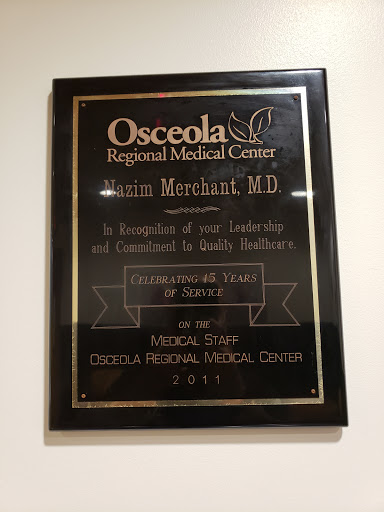 Osceola
Regional Medical Center
Nazim Merchant, M.D.
In Recognition of your Leadership
and Commitment to Quality Healthcare.
CELEBRATING 15 YEARS
OF SERVICE
ON THE
MEDICAL STAFF
OSCEOLA REGIONAL MEDICAL CENTER
2011